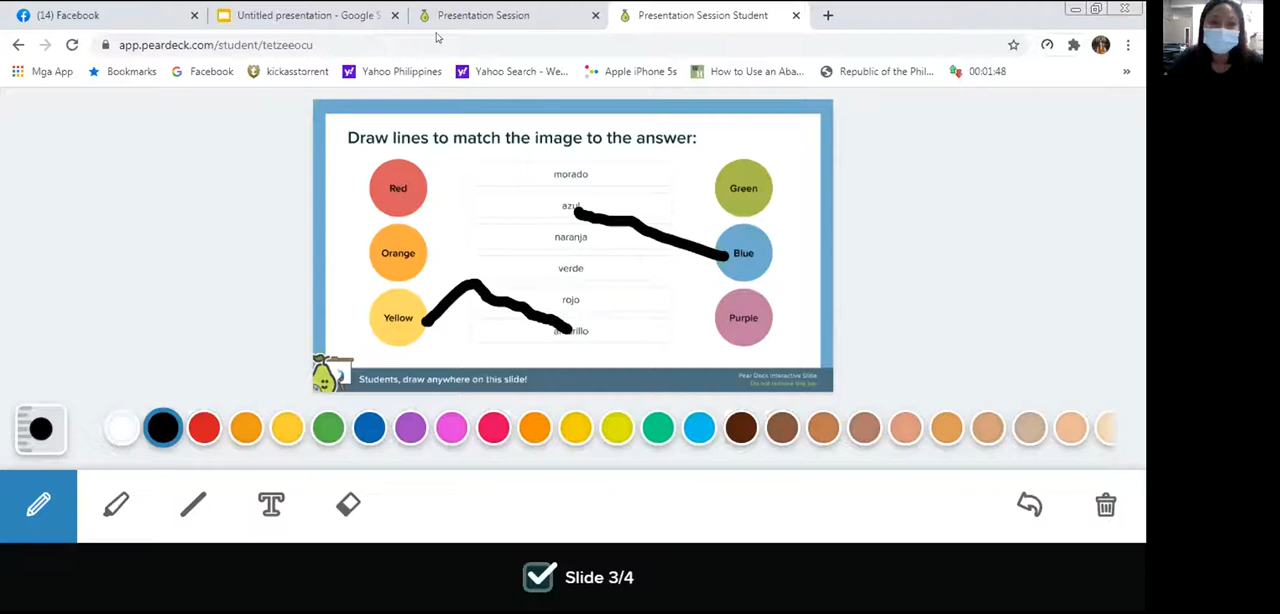 (14) Facebook
Untitled presentation - Google S
Presentation Session
Presentation Session Student
app.peardeck.com/student/tetzeeocu
Mga App
Bookmarks
Facebook
kickasstorrent
Yahoo Philippines
Yahoo Search - We...
Apple iPhone 5s
How to Use an Aba...
Republic of the Phil...
00:01:48
»
Draw lines to match the image to the answer:
Red
Orange
Yellow
morado
azul
naranja
verde
rojo
Green
Blue
Purple
Students, draw anywhere on this slide!
Pear Deck Interactive Slide
Do not remove this bar
T
Slide 3/4